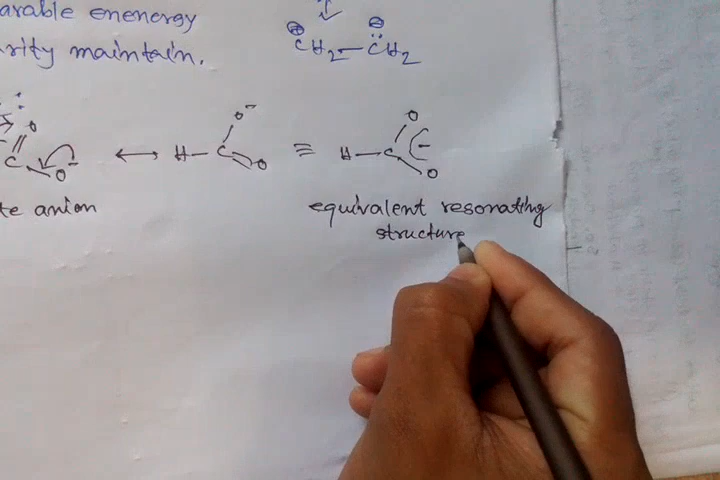 arable enenergy
rity maintain.
⊕ ⊖
CH2-CH2
O O- O
C O- ↔ H-C O ≡ H-C - O
te anion
equivalent resonating
structure